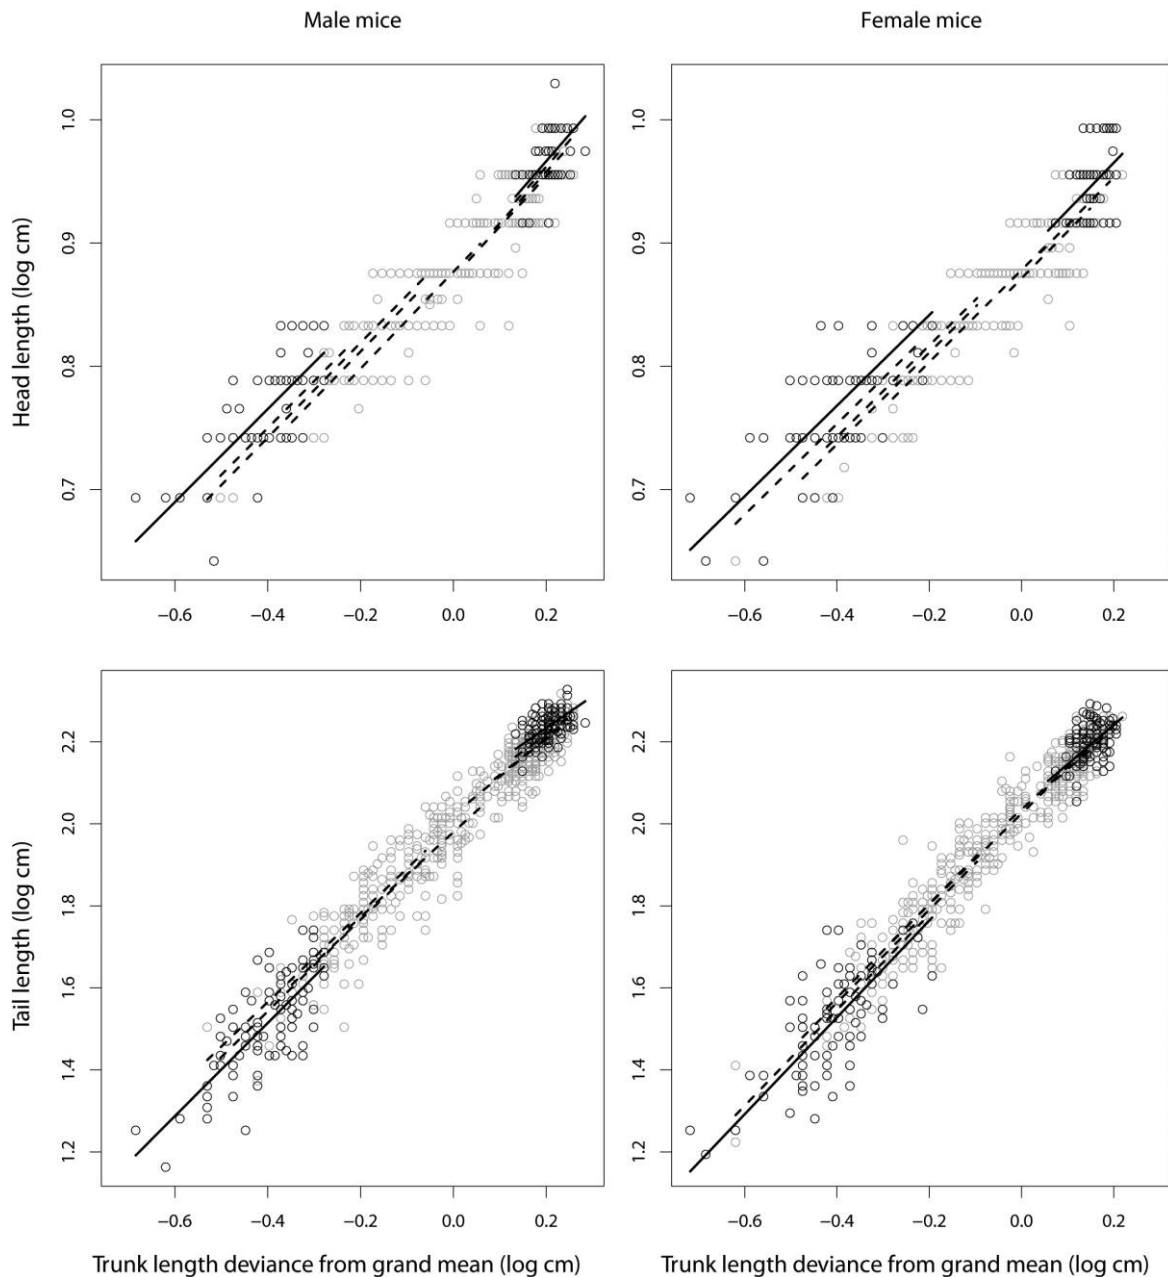 Male mice
Female mice
Head length (log cm)
1.0
0.9
0.8
0.7
−0.6 −0.4 −0.2 0.0 0.2
−0.6 −0.4 −0.2 0.0 0.2
Tail length (log cm)
2.2
2.0
1.8
1.6
1.4
1.2
1.0
0.9
0.8
0.7
2.2
2.0
1.8
1.6
1.4
1.2
−0.6 −0.4 −0.2 0.0 0.2
−0.6 −0.4 −0.2 0.0 0.2
Trunk length deviance from grand mean (log cm)
Trunk length deviance from grand mean (log cm)